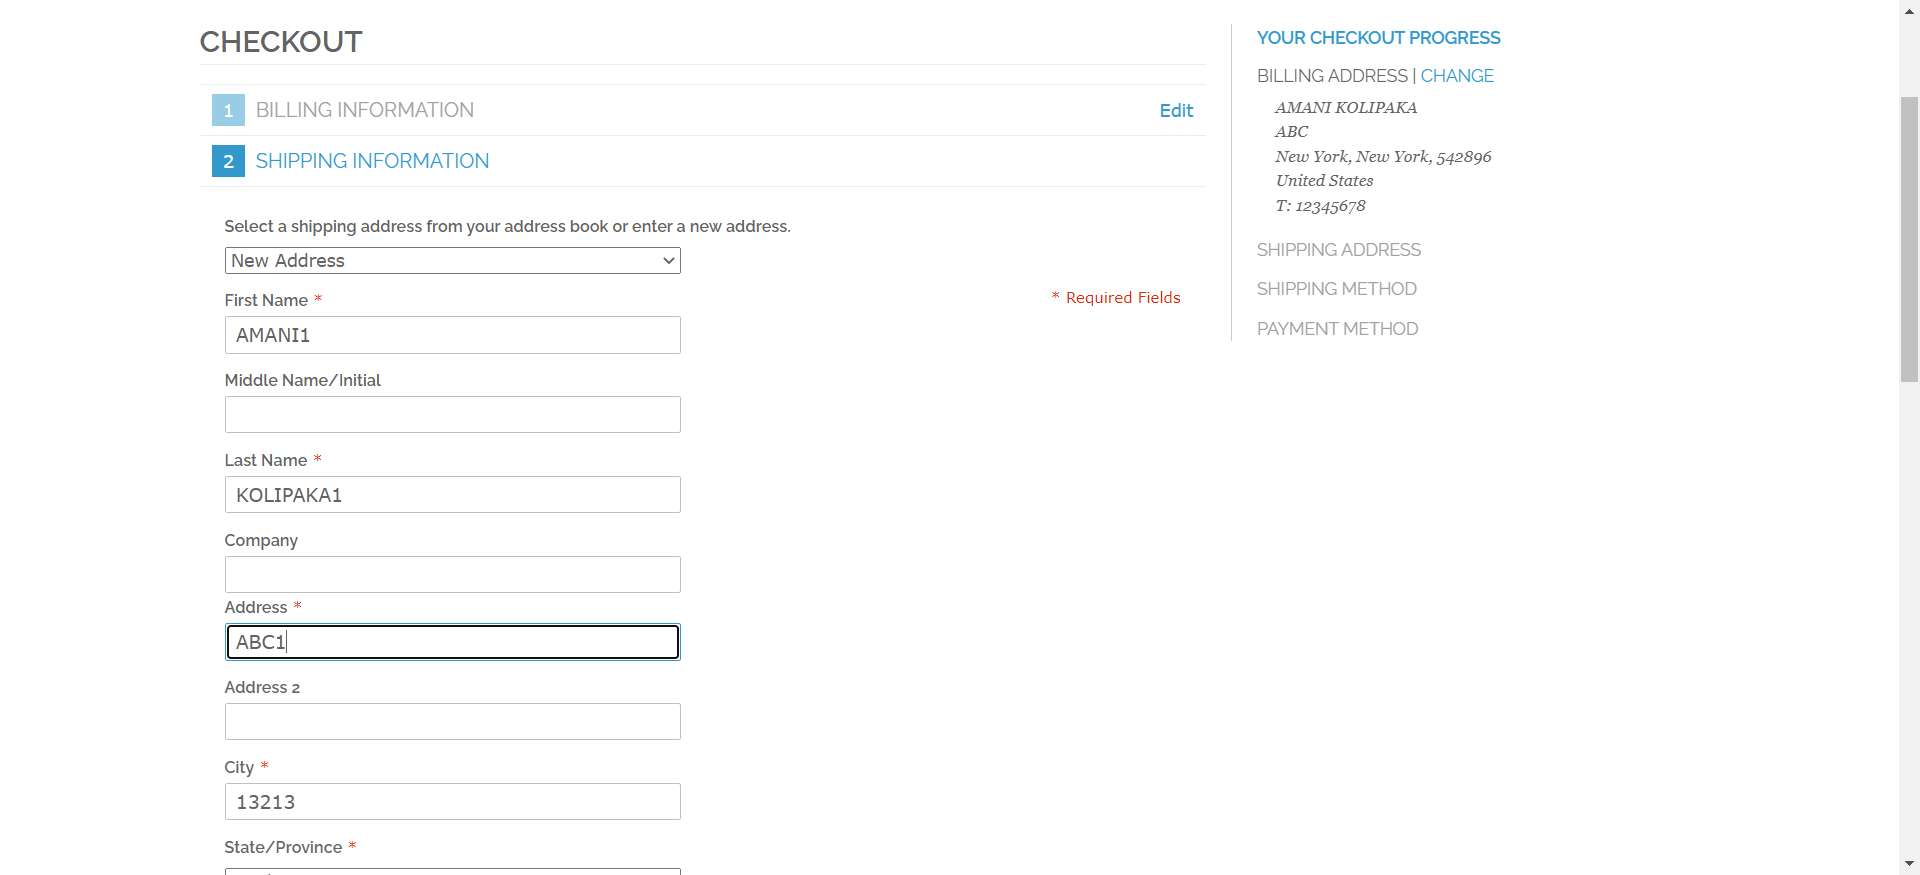 CHECKOUT
1 BILLING INFORMATION Edit
2 SHIPPING INFORMATION
Select a shipping address from your address book or enter a new address.
New Address
First Name *
* Required Fields
AMANI1
Middle Name/Initial
Last Name *
KOLIPAKA1
Company
Address *
ABC1
Address 2
City *
13213
State/Province *
YOUR CHECKOUT PROGRESS
BILLING ADDRESS | CHANGE
AMANI KOLIPAKA
ABC
New York, New York, 542896
United States
T: 12345678
SHIPPING ADDRESS
SHIPPING METHOD
PAYMENT METHOD